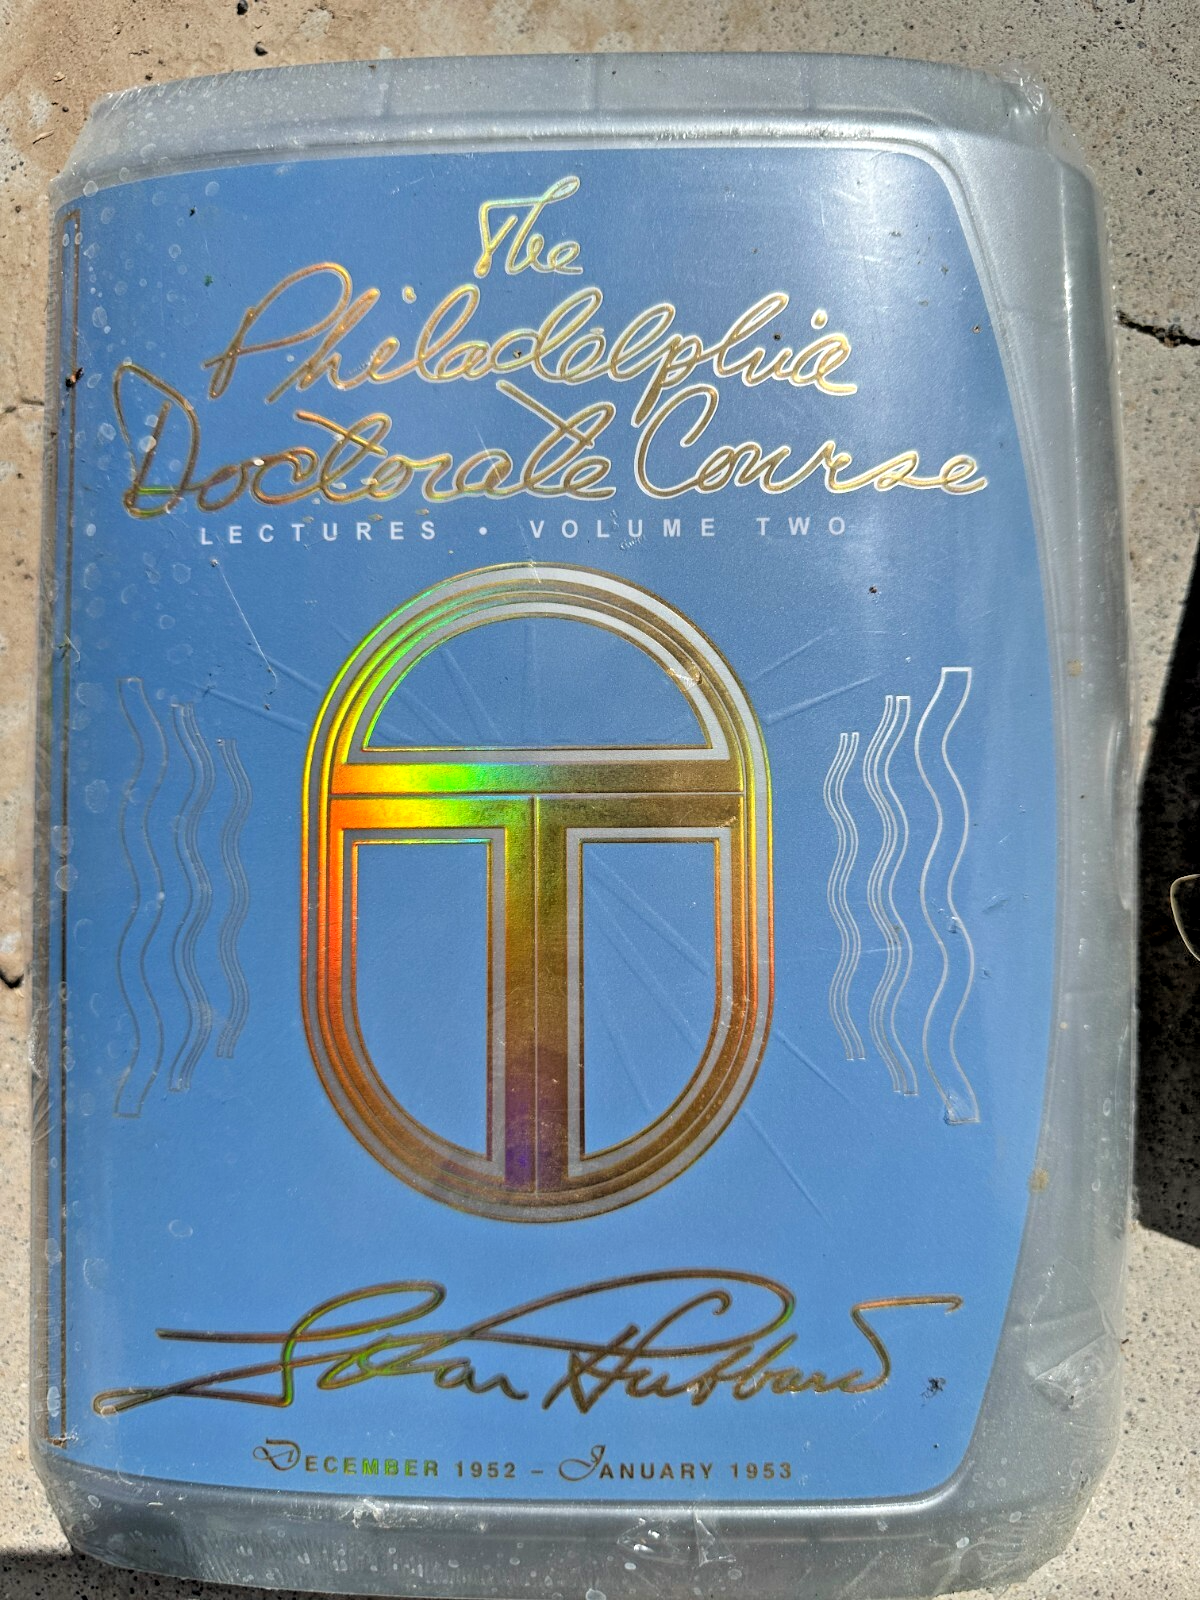 The
Philadelphia
Doctorate Course
LECTURES • VOLUME TWO
L Ron Hubbard
DECEMBER 1952 – JANUARY 1953